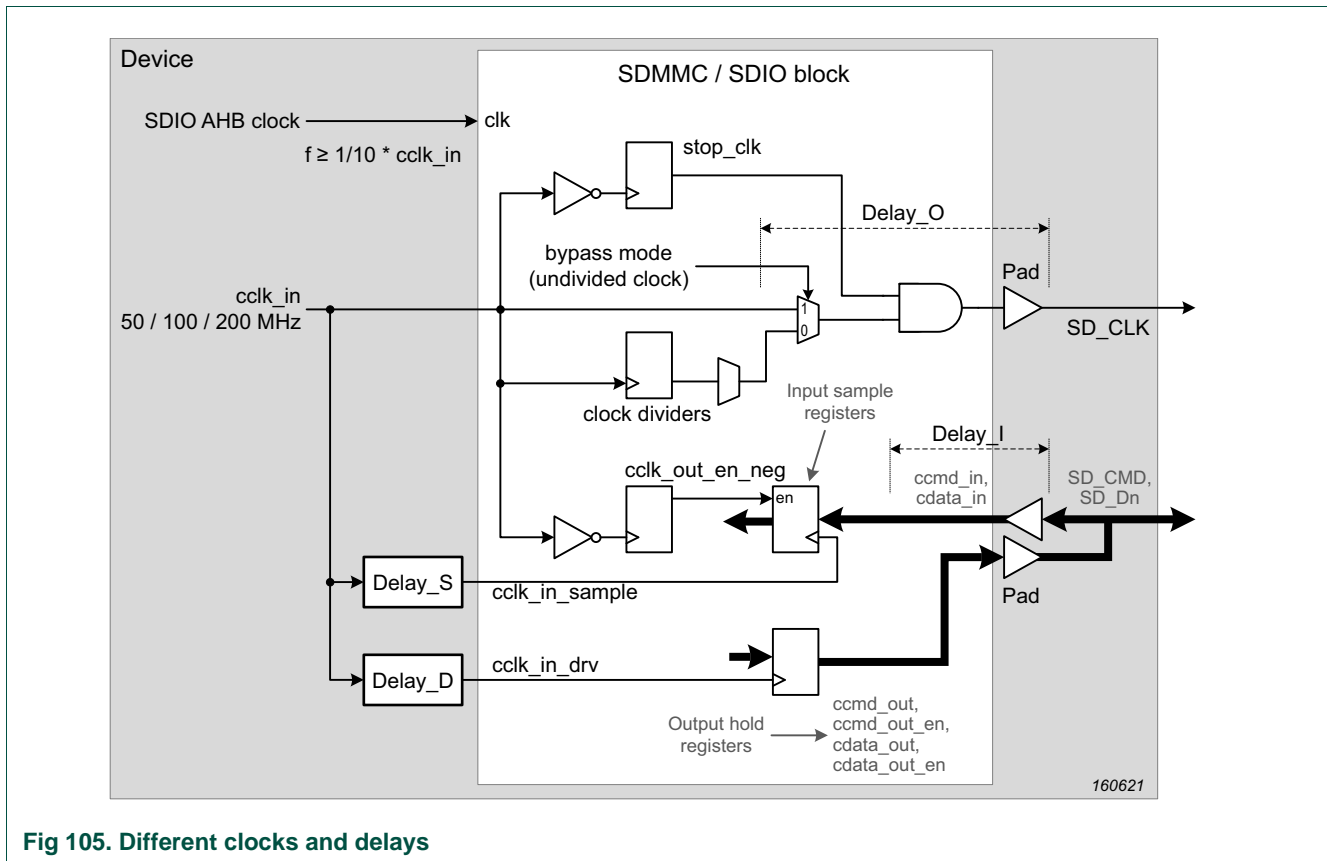 Device
SDMMC / SDIO block
SDIO AHB clock
clk
f ≥ 1/10 * cclk_in
stop_clk
Delay_O
bypass mode
(undivided clock)
Pad
cclk_in
50 / 100 / 200 MHz
1
0
SD_CLK
clock dividers
Input sample
registers
Delay_I
cclk_out_en_neg
en
ccmd_in,
cdata_in
SD_CMD,
SD_Dn
Delay_S
cclk_in_sample
Pad
Delay_D
cclk_in_drv
Output hold
registers
ccmd_out,
ccmd_out_en,
cdata_out,
cdata_out_en
160621
Fig 105. Different clocks and delays